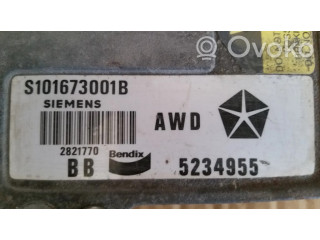 Ovoko
S101673001B
SIEMENS
AWD
2821770
BB
Bendix
5234955